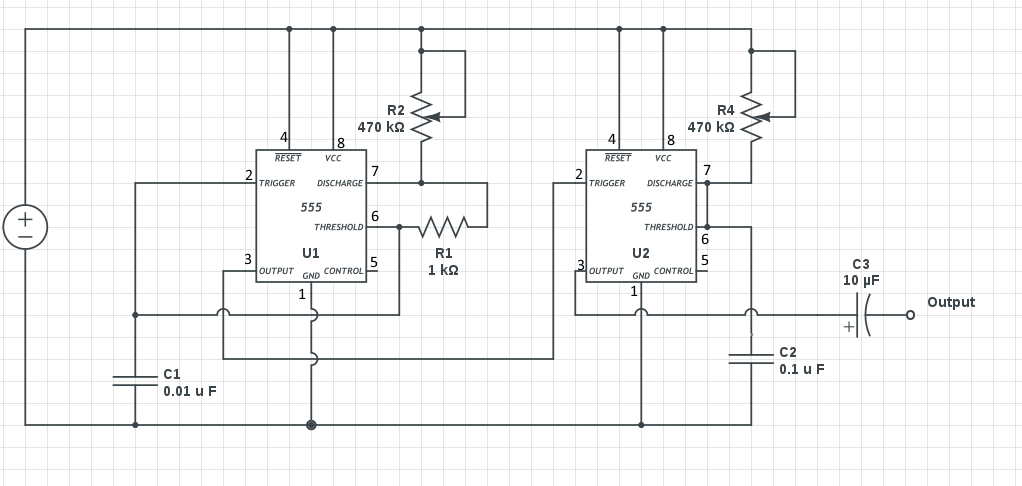 R2
470 kΩ
R4
470 kΩ
4
8
4
8
RESET
VCC
RESET
VCC
2
TRIGGER
DISCHARGE
7
2
TRIGGER
DISCHARGE
7
555
555
THRESHOLD
6
THRESHOLD
6
U1
R1
1 kΩ
U2
3
OUTPUT
GND
CONTROL
5
3
OUTPUT
GND
CONTROL
5
1
1
C3
10 µF
+
Output
+
−
C1
0.01 u F
C2
0.1 u F